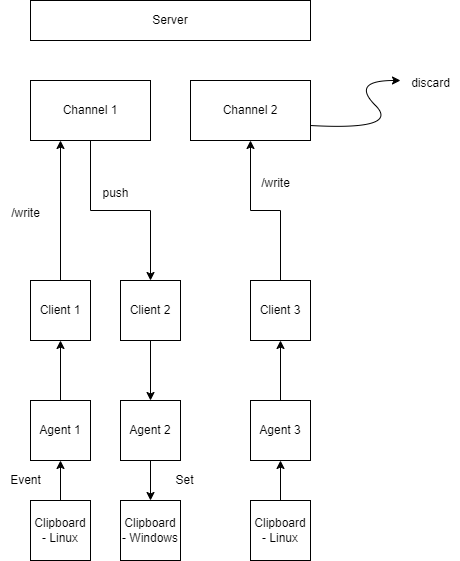 Server
Channel 1
Channel 2
discard
push
/write
/write
Client 1
Client 2
Client 3
Agent 1
Agent 2
Agent 3
Event
Set
Clipboard
- Linux
Clipboard
- Windows
Clipboard
- Linux